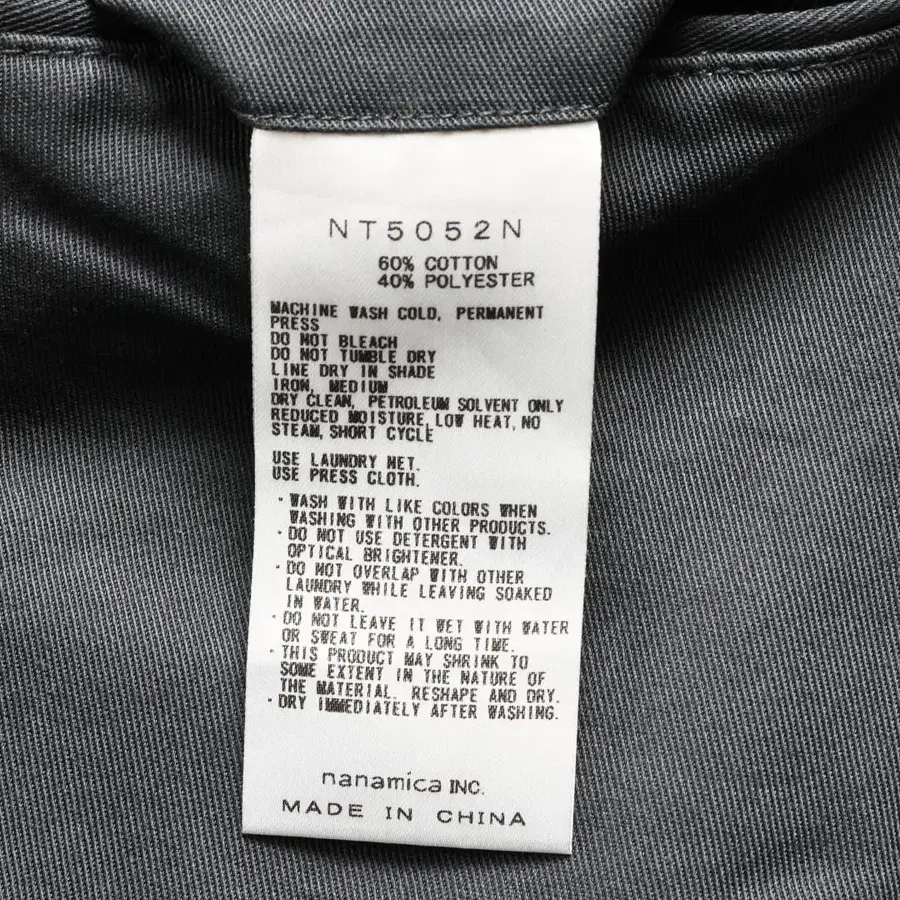 NT5052N
60% COTTON
40% POLYESTER
MACHINE WASH COLD, PERMANENT
PRESS
DO NOT BLEACH
DO NOT TUMBLE DRY
LINE DRY IN SHADE
IRON, MEDIUM
DRY CLEAN, PETROLEUM SOLVENT ONLY
REDUCED MOISTURE, LOW HEAT, NO
STEAM, SHORT CYCLE
USE LAUNDRY NET.
USE PRESS CLOTH.
・WASH WITH LIKE COLORS WHEN
WASHING WITH OTHER PRODUCTS.
・DO NOT USE DETERGENT WITH
OPTICAL BRIGHTENER.
・DO NOT OVERLAP WITH OTHER
LAUNDRY WHILE LEAVING SOAKED
IN WATER.
・DO NOT LEAVE IT WET WITH WATER
OR SWEAT FOR A LONG TIME.
・THIS PRODUCT MAY SHRINK TO
SOME EXTENT IN THE NATURE OF
THE MATERIAL. RESHAPE AND DRY.
・DRY IMMEDIATELY AFTER WASHING.
nanamica INC.
MADE IN CHINA